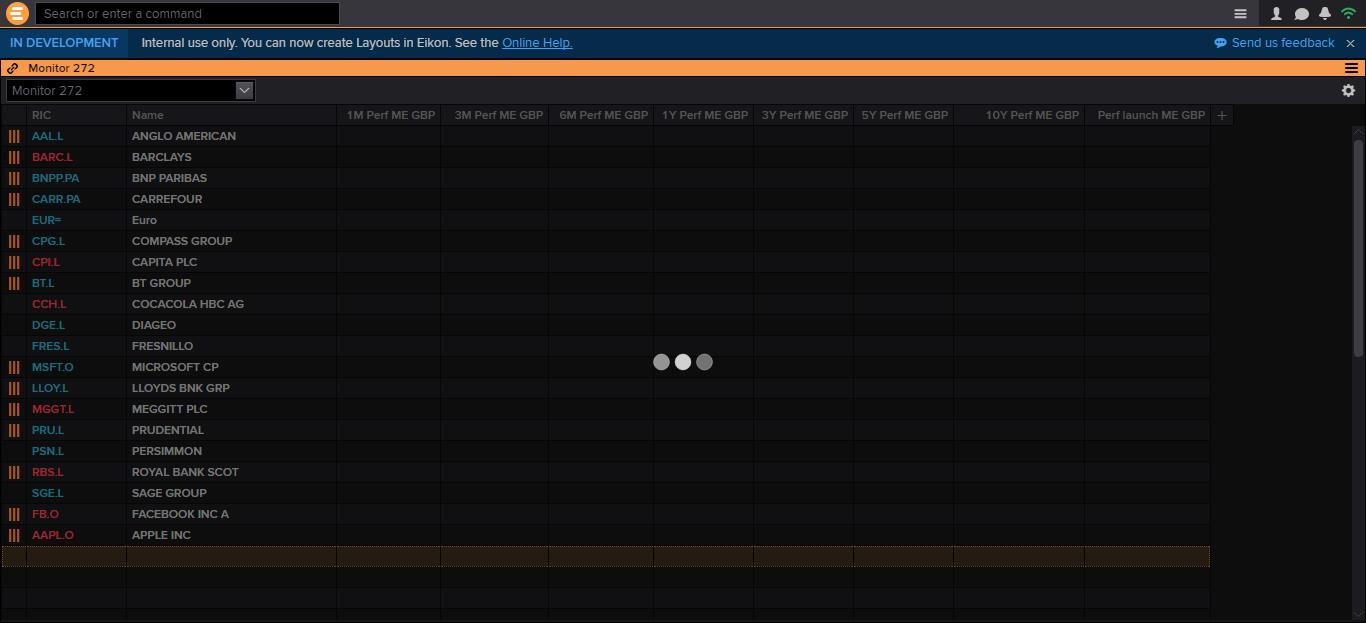 Search or enter a command
IN DEVELOPMENT Internal use only. You can now create Layouts in Eikon. See the Online Help. Send us feedback
Monitor 272
Monitor 272
RIC Name 1M Perf ME GBP 3M Perf ME GBP 6M Perf ME GBP 1Y Perf ME GBP 3Y Perf ME GBP 5Y Perf ME GBP 10Y Perf ME GBP Perf launch ME GBP +
AAL.L ANGLO AMERICAN
BARC.L BARCLAYS
BNPP.PA BNP PARIBAS
CARR.PA CARREFOUR
EUR= Euro
CPG.L COMPASS GROUP
CPI.L CAPITA PLC
BT.L BT GROUP
CCH.L COCACOLA HBC AG
DGE.L DIAGEO
FRES.L FRESNILLO
MSFT.O MICROSOFT CP
LLOY.L LLOYDS BNK GRP
MGGT.L MEGGITT PLC
PRU.L PRUDENTIAL
PSN.L PERSIMMON
RBS.L ROYAL BANK SCOT
SGE.L SAGE GROUP
FB.O FACEBOOK INC A
AAPL.O APPLE INC